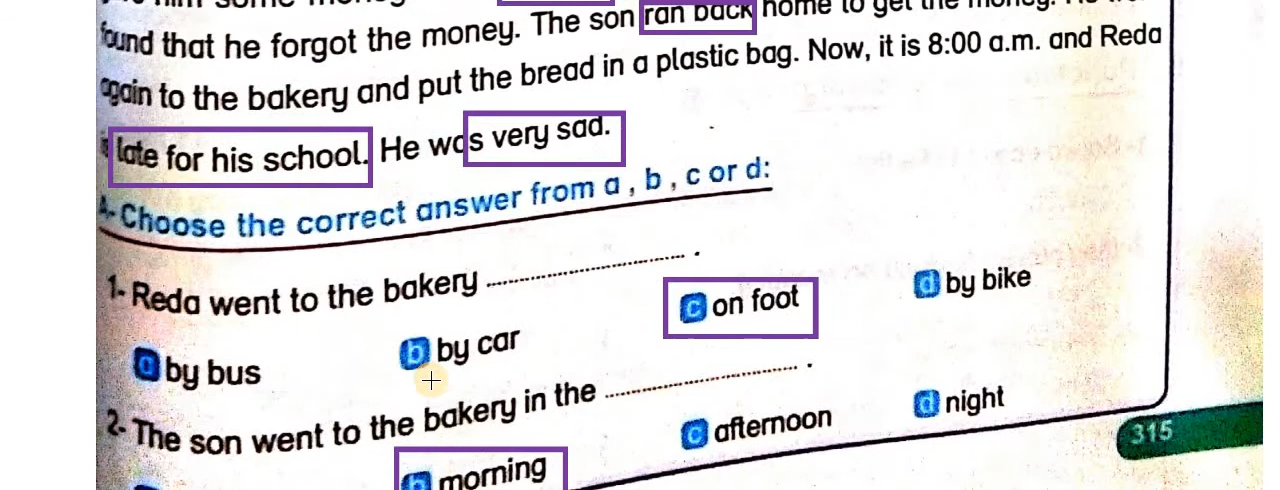 found that he forgot the money. The son ran back home to get the money.
again to the bakery and put the bread in a plastic bag. Now, it is 8:00 a.m. and Reda
late for his school. He was very sad.
A- Choose the correct answer from a , b , c or d:
1- Reda went to the bakery .................... .
a by bus b by car c on foot d by bike
2- The son went to the bakery in the .................... .
b morning c afternoon d night
315